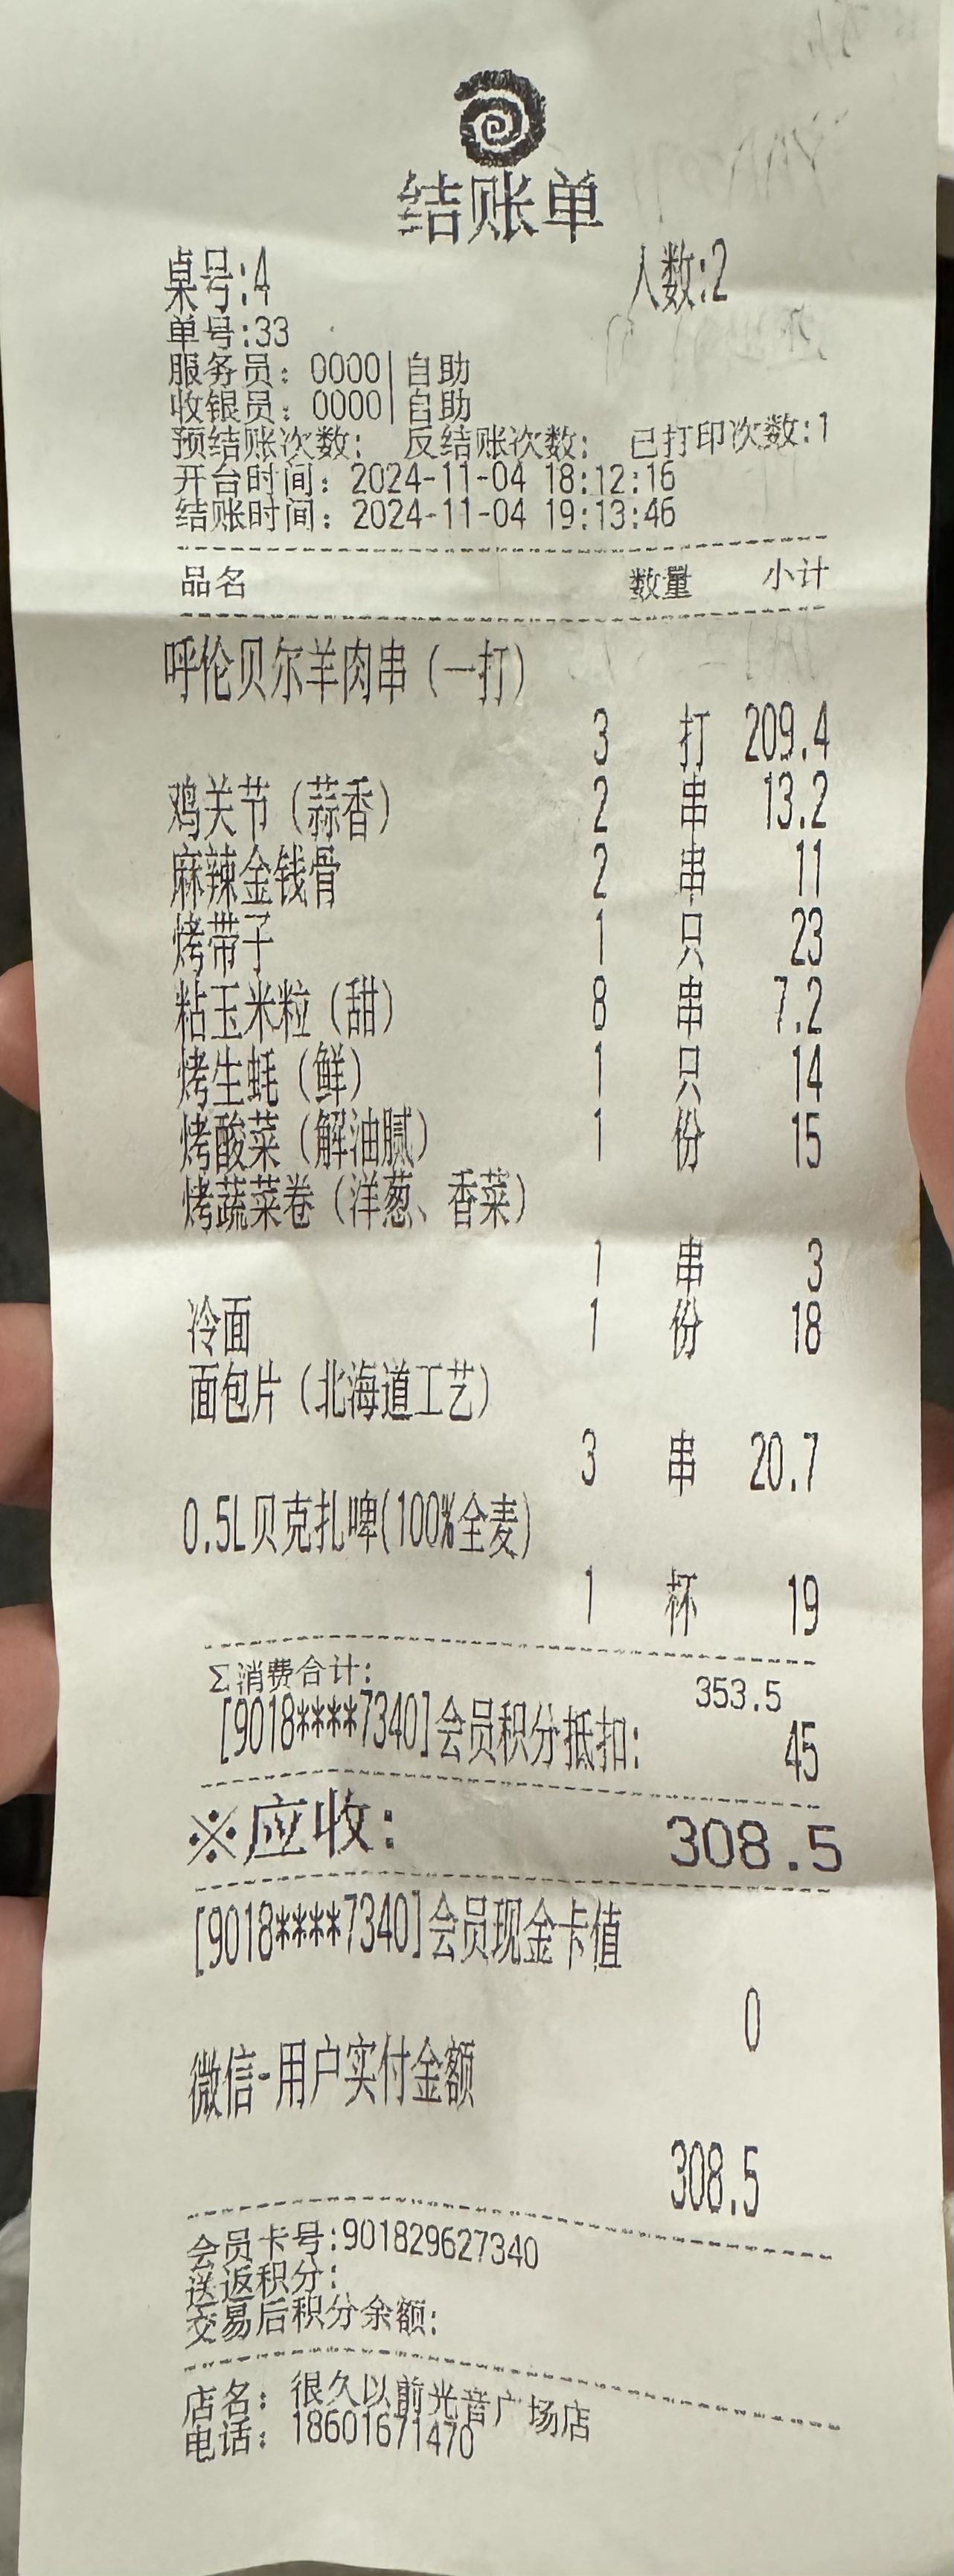 结账单
桌号:4 人数:2
单号:33
服务员: 0000| 自助
收银员: 0000| 自助
预结账次数: 反结账次数: 已打印次数:1
开台时间: 2024-11-04 18:12:16
结账时间: 2024-11-04 19:13:46
品名 数量 小计
呼伦贝尔羊肉串(一打)
3 打 209.4
鸡关节(蒜香) 2 串 13.2
麻辣金钱骨 2 串 11
烤带子 1 只 23
粘玉米粒(甜) 8 串 7.2
烤生蚝(鲜) 1 只 14
烤酸菜(解油腻) 1 份 15
烤蔬菜卷(洋葱、香菜)
1 串 3
冷面 1 份 18
面包片(北海道工艺)
3 串 20.7
0.5L贝克扎啤(100%全麦)
1 杯 19
Σ消费合计: 353.5
[9018****7340]会员积分抵扣: 45
※应收: 308.5
[9018****7340]会员现金卡值
0
微信-用户实付金额
308.5
会员卡号:901829627340
送返积分:
交易后积分余额:
店名: 很久以前光音广场店
电话: 18601671470